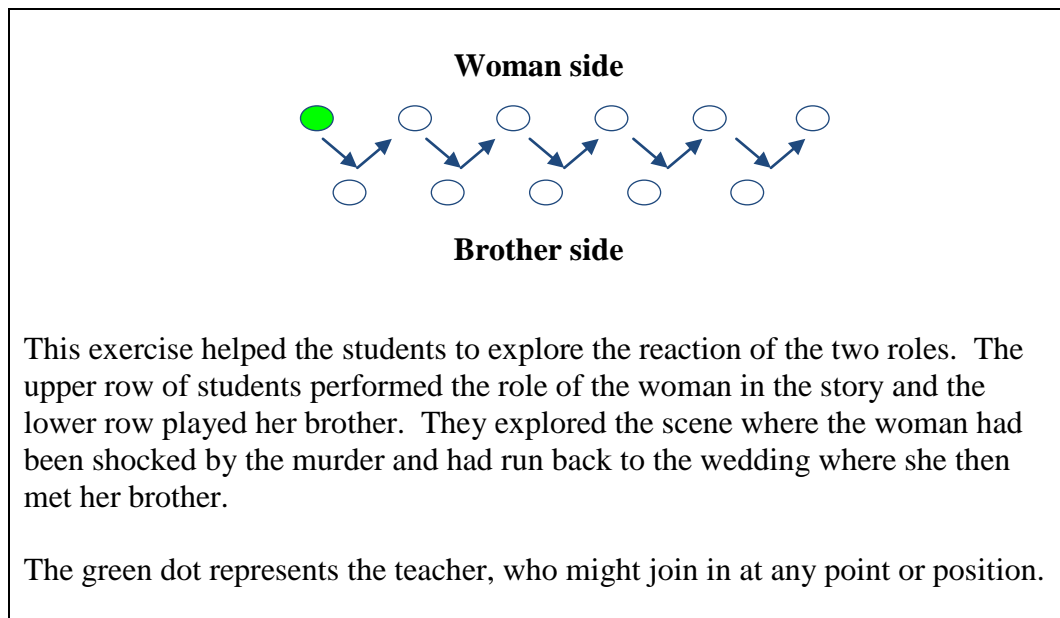 Woman side
Brother side
This exercise helped the students to explore the reaction of the two roles.  The
upper row of students performed the role of the woman in the story and the
lower row played her brother.  They explored the scene where the woman had
been shocked by the murder and had run back to the wedding where she then
met her brother.
The green dot represents the teacher, who might join in at any point or position.